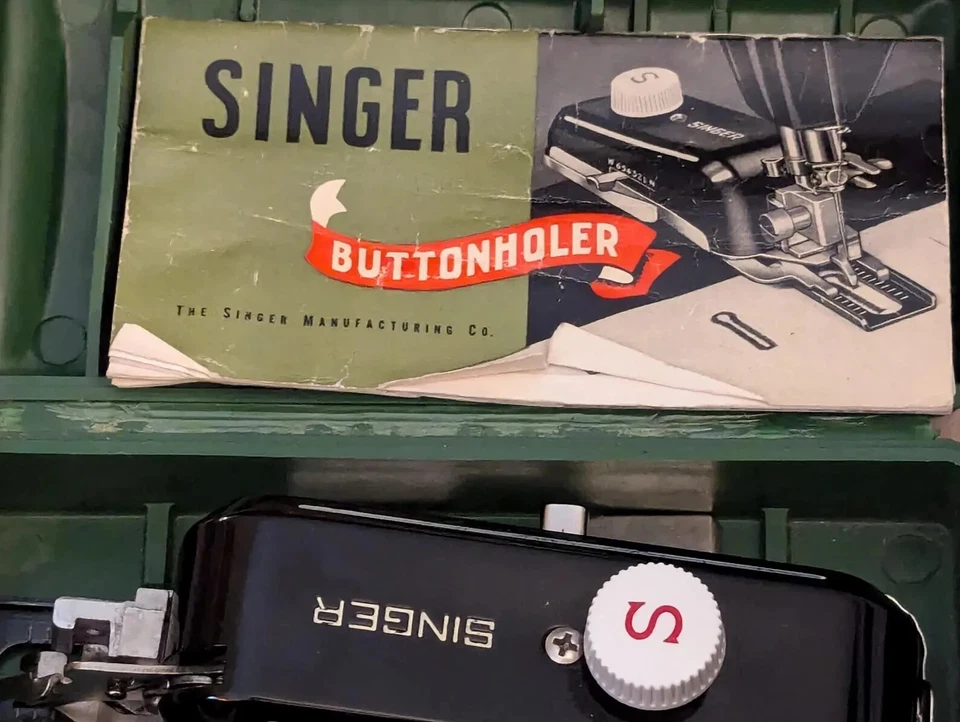 SINGER
BUTTONHOLER
THE SINGER MANUFACTURING CO.
S
SINGER
SINGER
S